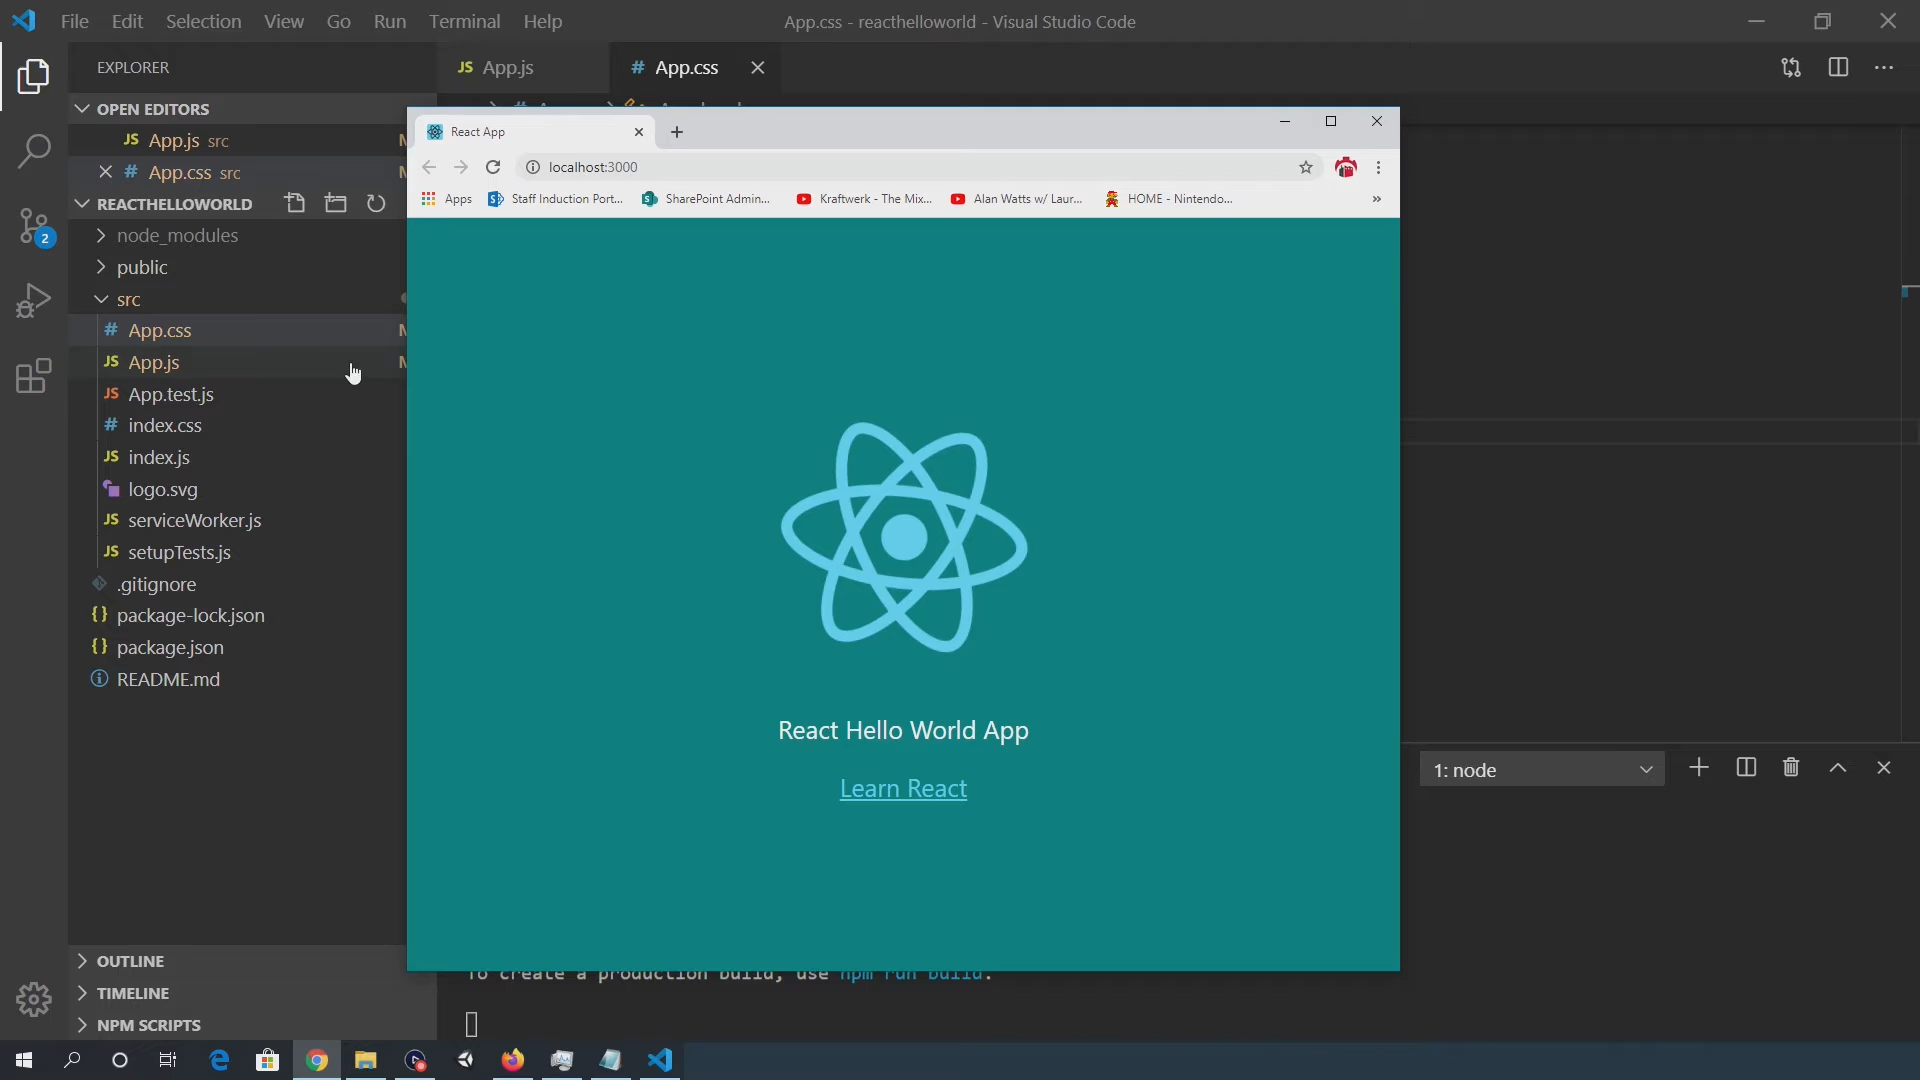 File Edit Selection View Go Run Terminal Help
App.css - reacthelloworld - Visual Studio Code
EXPLORER
JS App.js
# App.css
OPEN EDITORS
JS App.js src
# App.css src
REACTHELLOWORLD
node_modules
public
src
# App.css
JS App.js
JS App.test.js
# index.css
JS index.js
logo.svg
JS serviceWorker.js
JS setupTests.js
.gitignore
{} package-lock.json
{} package.json
README.md
2
OUTLINE
TIMELINE
NPM SCRIPTS
React App
localhost:3000
Apps
Staff Induction Port...
SharePoint Admin...
Kraftwerk - The Mix...
Alan Watts w/ Laur...
HOME - Nintendo...
»
React Hello World App
Learn React
1: node
To create a production build, use npm run build.